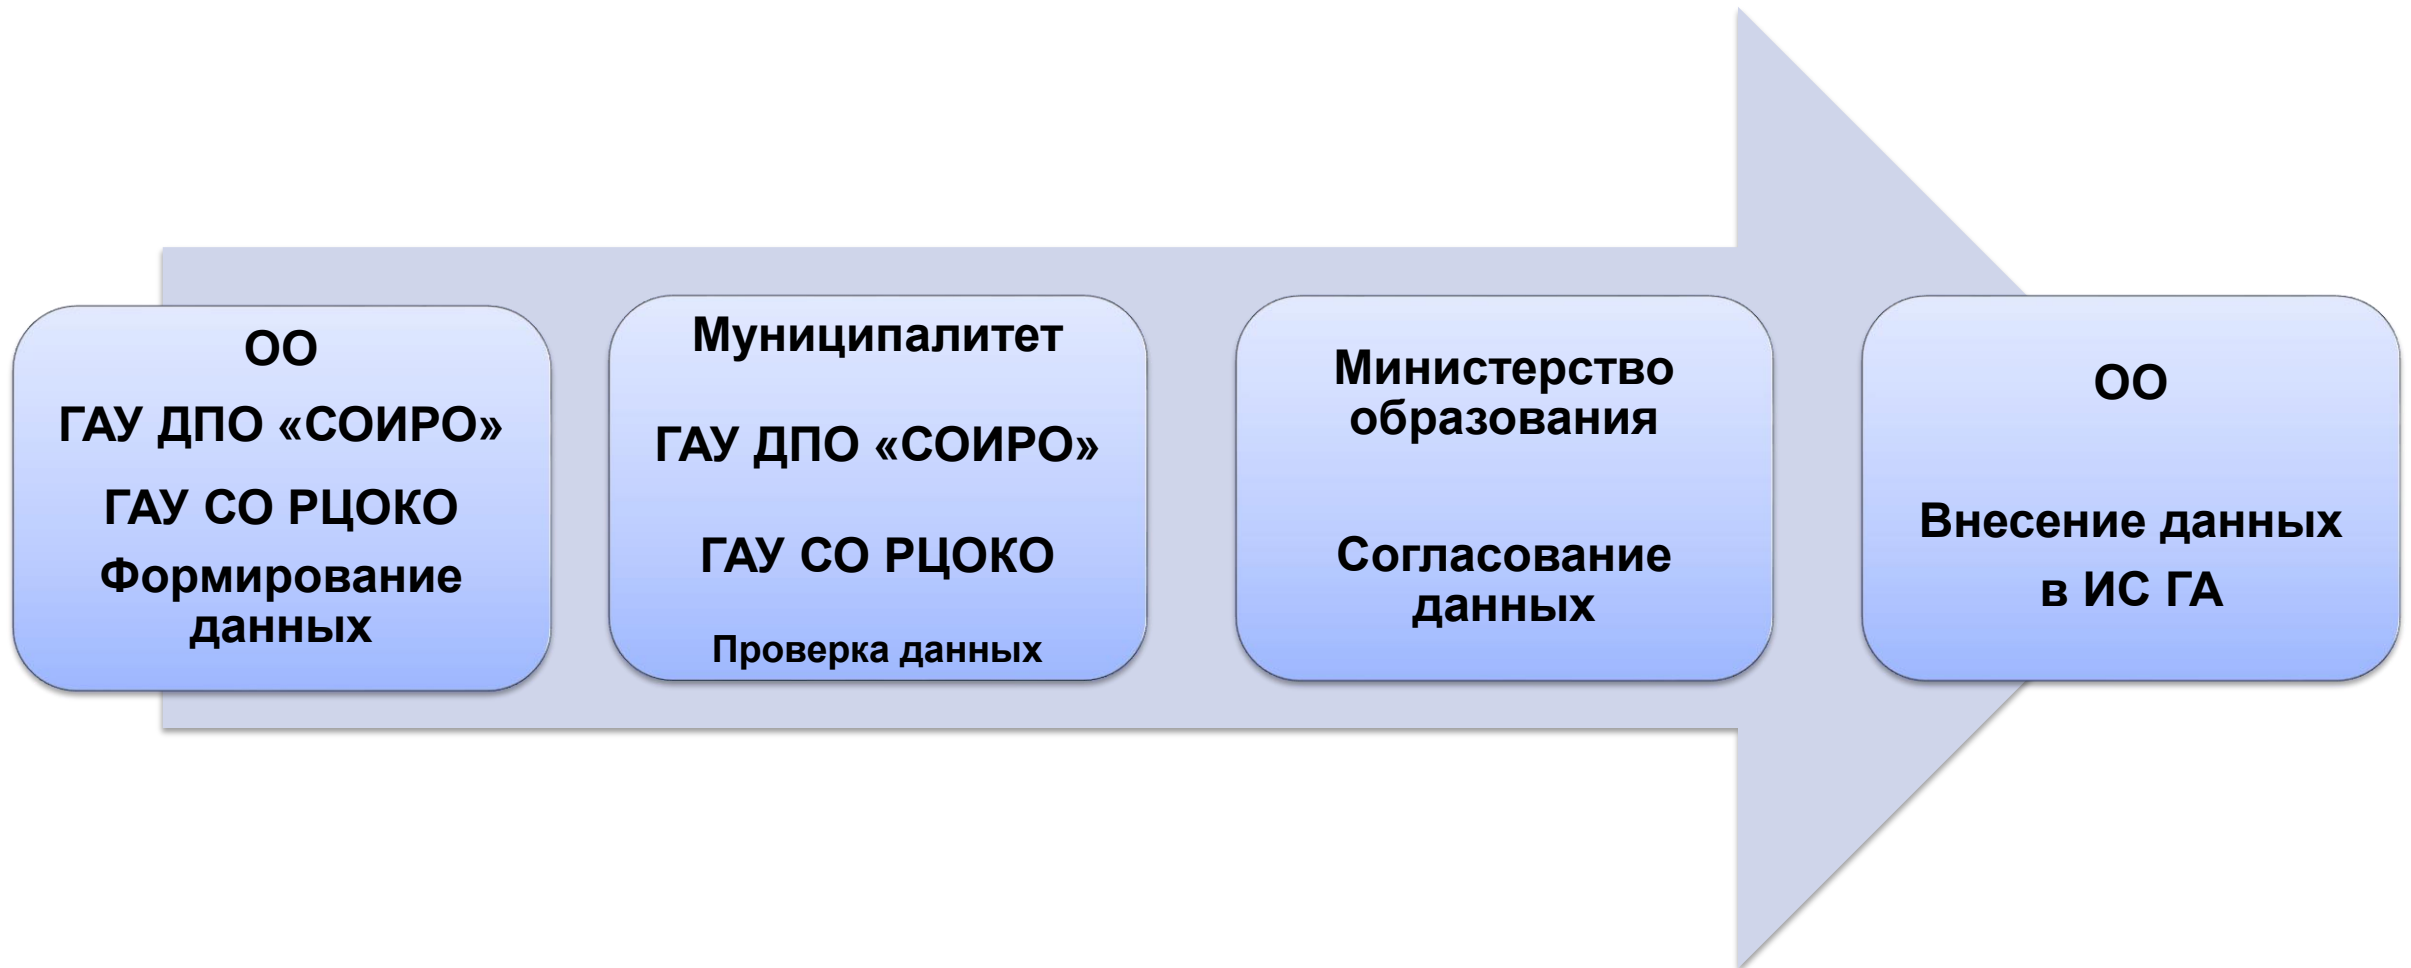 ОО
ГАУ ДПО «СОИРО»
ГАУ СО РЦОКО
Формирование
данных
Муниципалитет
ГАУ ДПО «СОИРО»
ГАУ СО РЦОКО
Проверка данных
Министерство
образования
Согласование
данных
ОО
Внесение данных
в ИС ГА